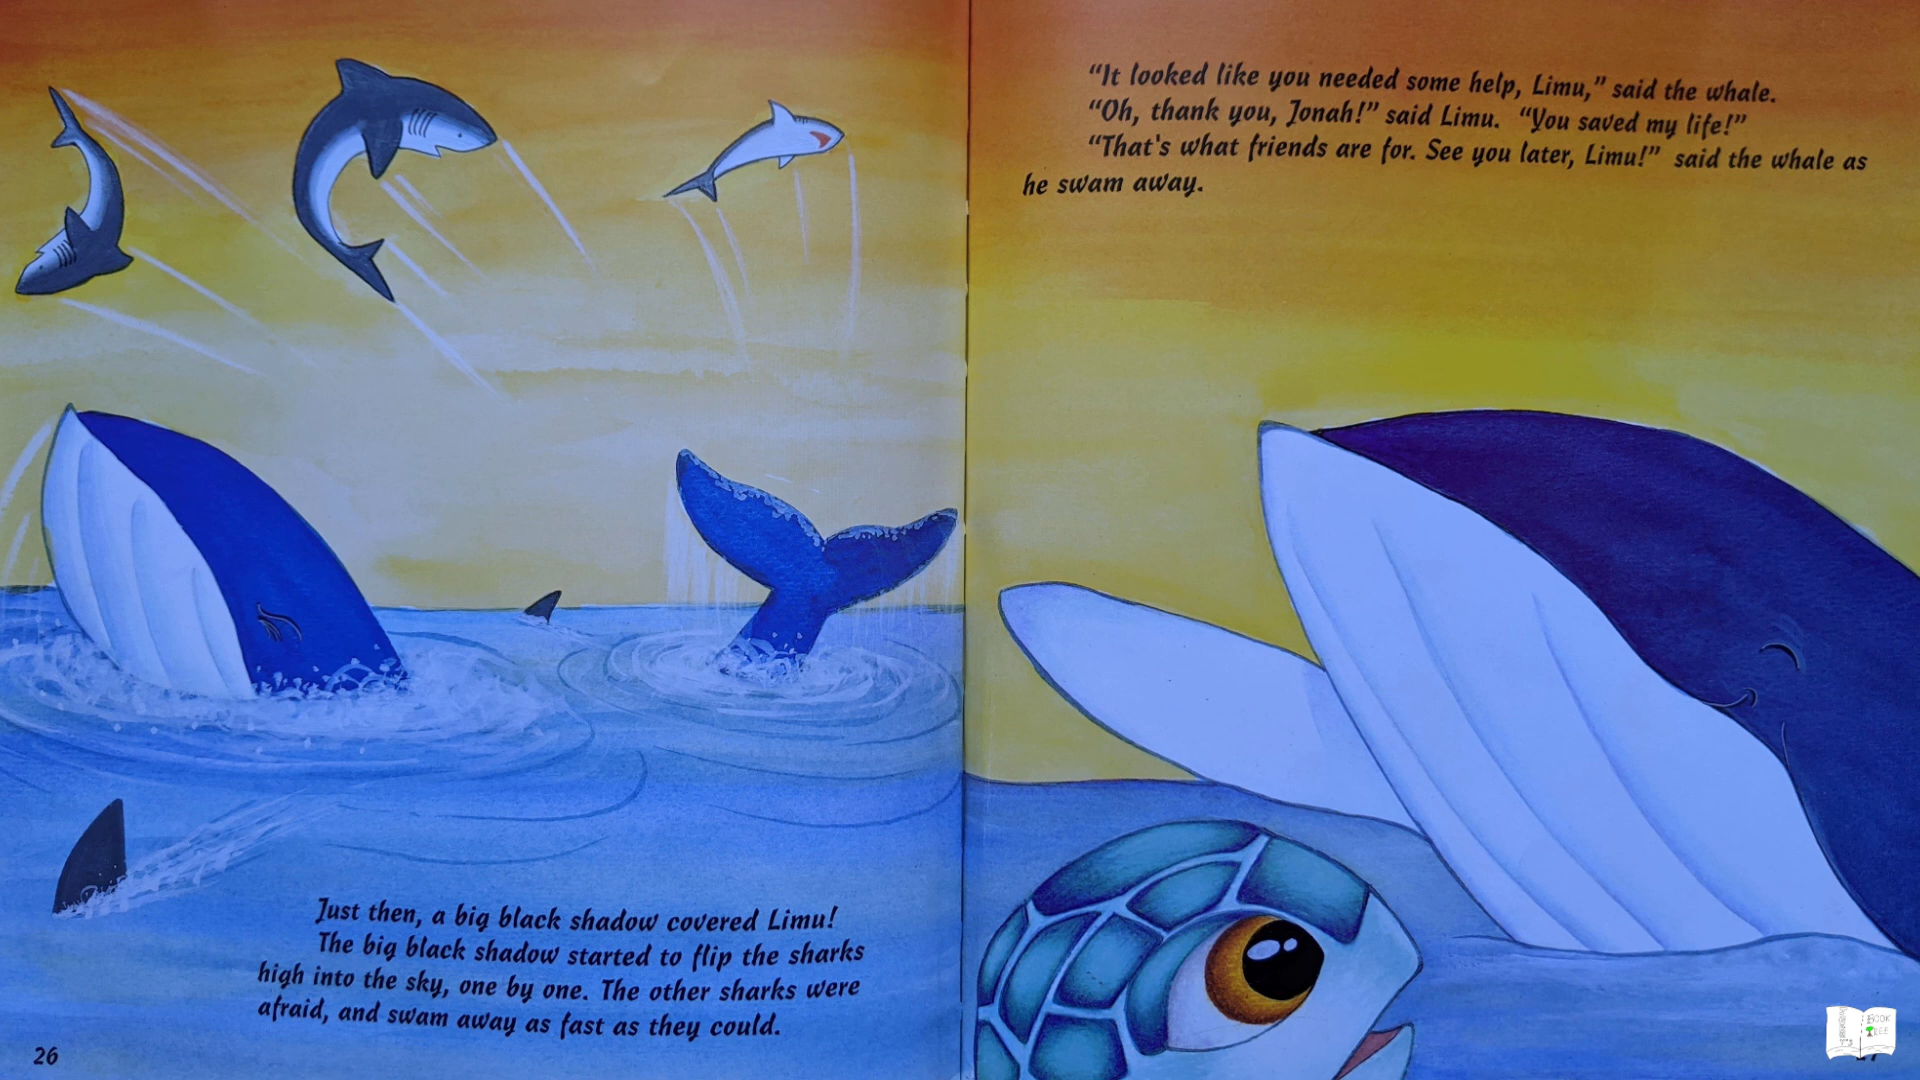 Just then, a big black shadow covered Limu!
The big black shadow started to flip the sharks
high into the sky, one by one. The other sharks were
afraid, and swam away as fast as they could.
26
“It looked like you needed some help, Limu,” said the whale.
“Oh, thank you, Jonah!” said Limu. “You saved my life!”
“That's what friends are for. See you later, Limu!” said the whale as
he swam away.
BOOK
TREE